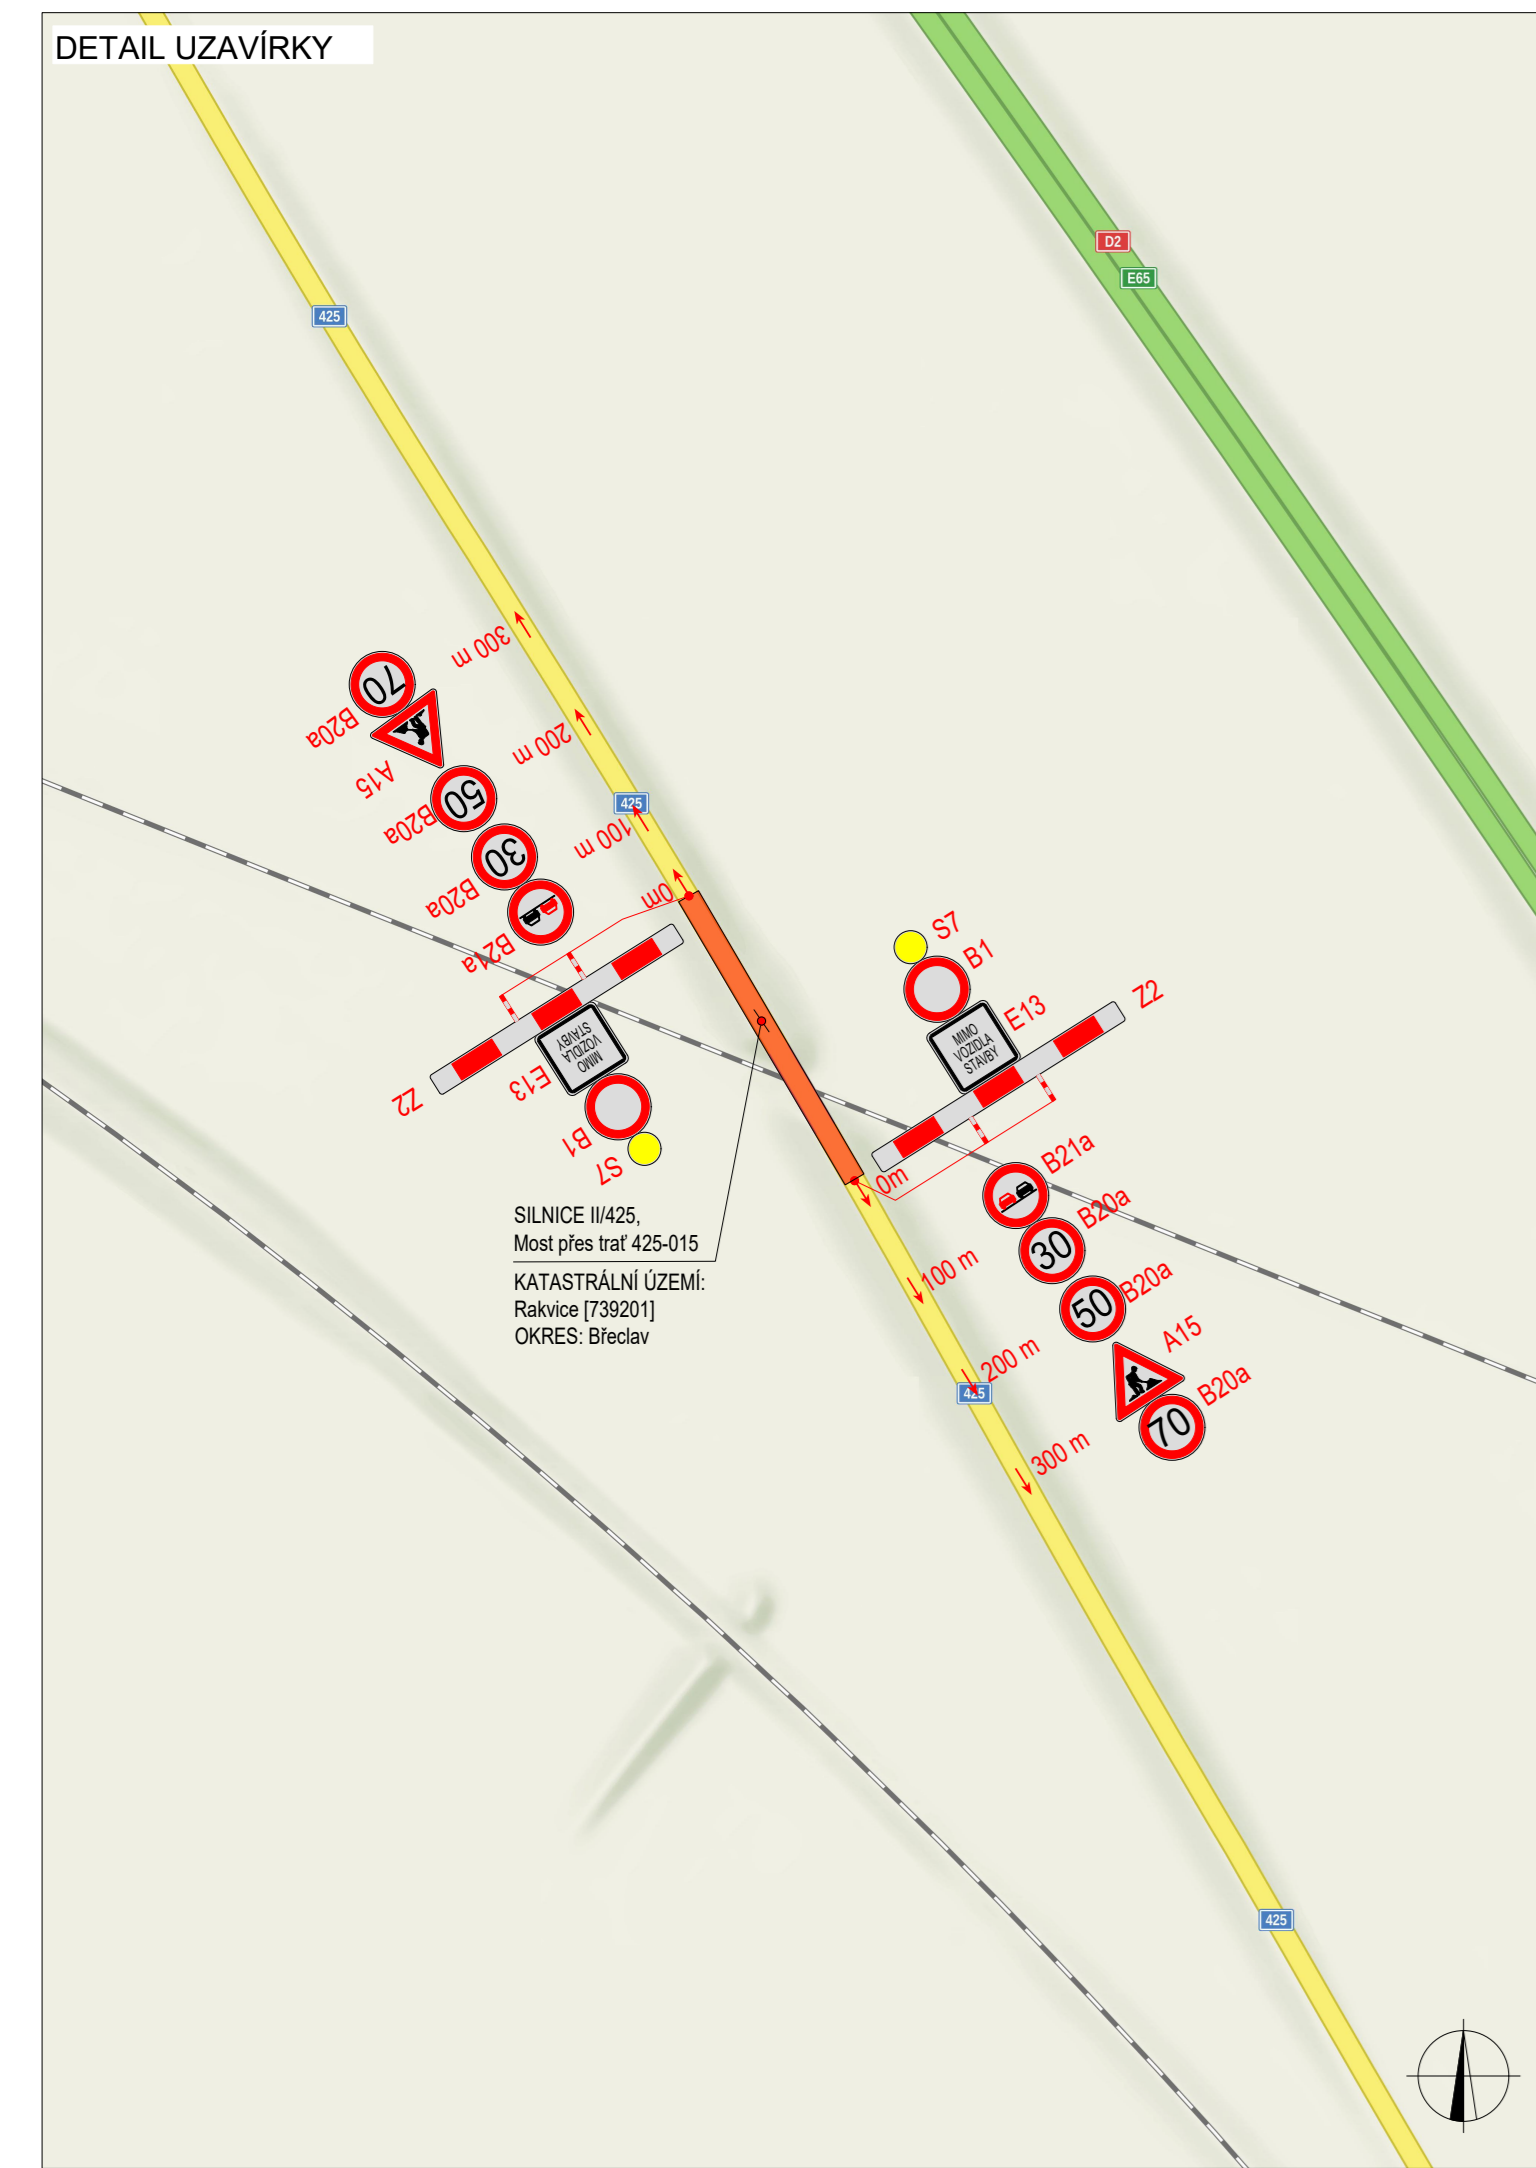 DETAIL UZAVÍRKY
D2
E65
425
300 m
70
B20a
A15
200 m
50
B20a
425
100 m
30
B20a
0m
B21a
Z2
MIMO
VOZIDLA
STAVBY
E13
B1
S7
S7
B1
MIMO
VOZIDLA
STAVBY
E13
Z2
0m
B21a
30
B20a
100 m
50
B20a
200 m
A15
425
70
B20a
300 m
SILNICE II/425,
Most přes trať 425-015
KATASTRÁLNÍ ÚZEMÍ:
Rakvice [739201]
OKRES: Břeclav
425